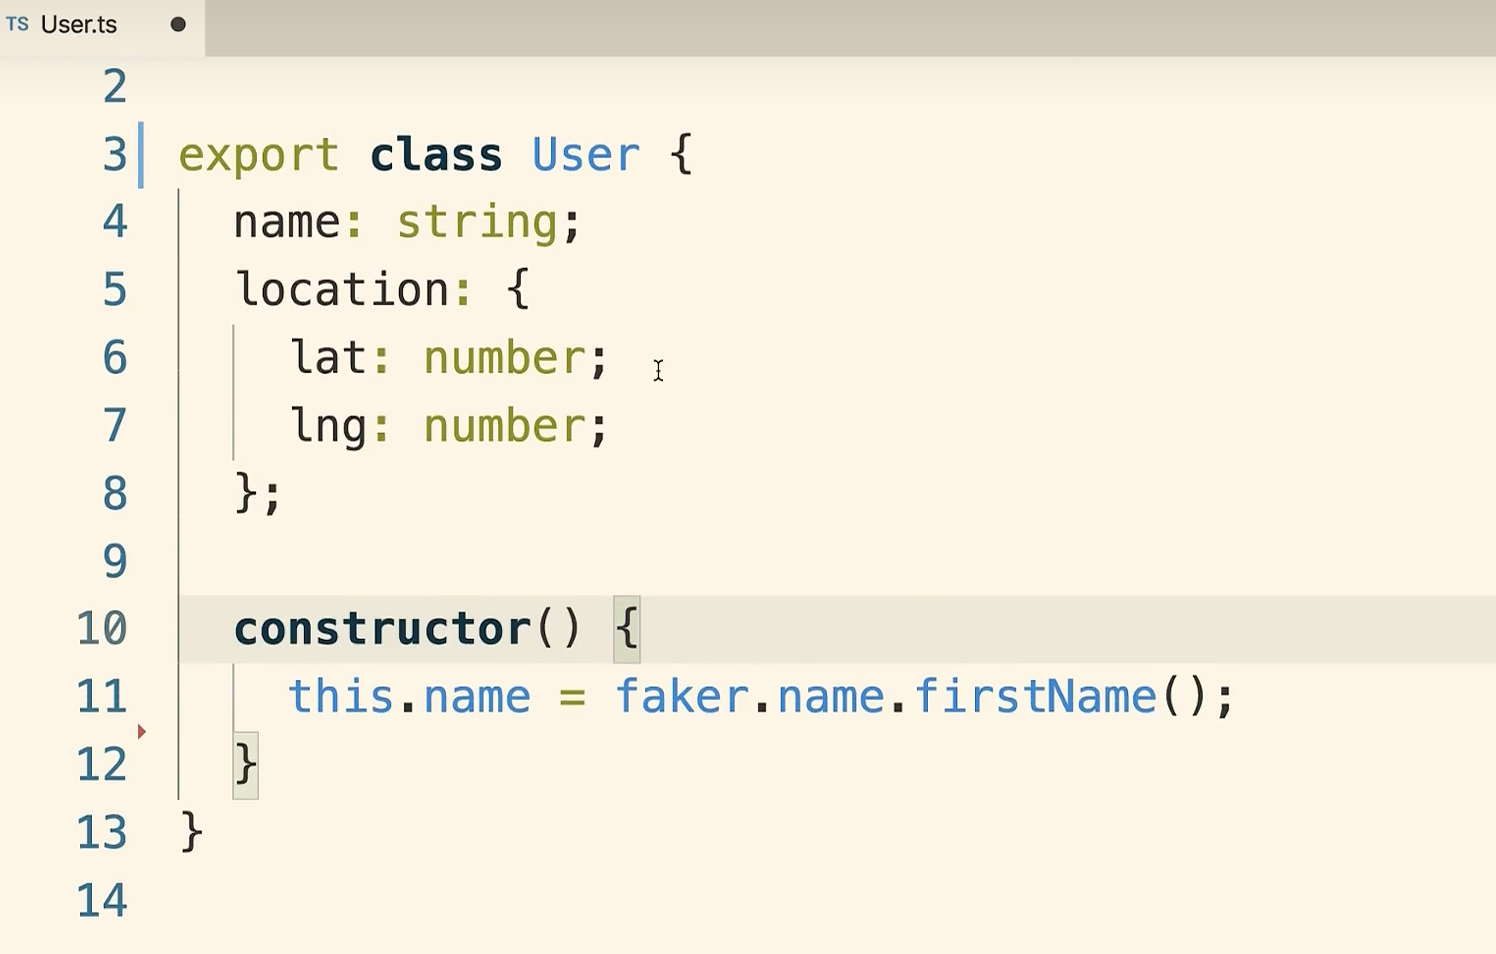 TS User.ts
2
3 export class User {
4 name: string;
5 location: {
6 lat: number;
7 lng: number;
8 };
9
10 constructor() {
11 this.name = faker.name.firstName();
12 }
13 }
14